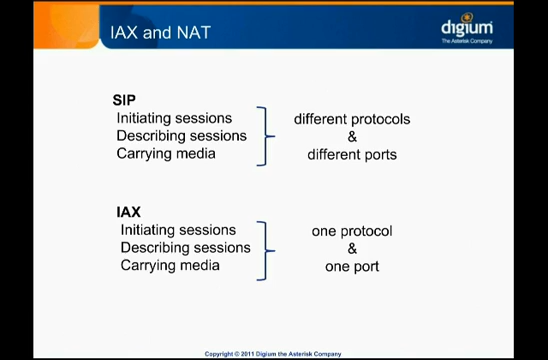 IAX and NAT
digium
The Asterisk Company
SIP
Initiating sessions
Describing sessions
Carrying media
different protocols
&
different ports
IAX
Initiating sessions
Describing sessions
Carrying media
one protocol
&
one port
Copyright © 2011 Digium the Asterisk Company